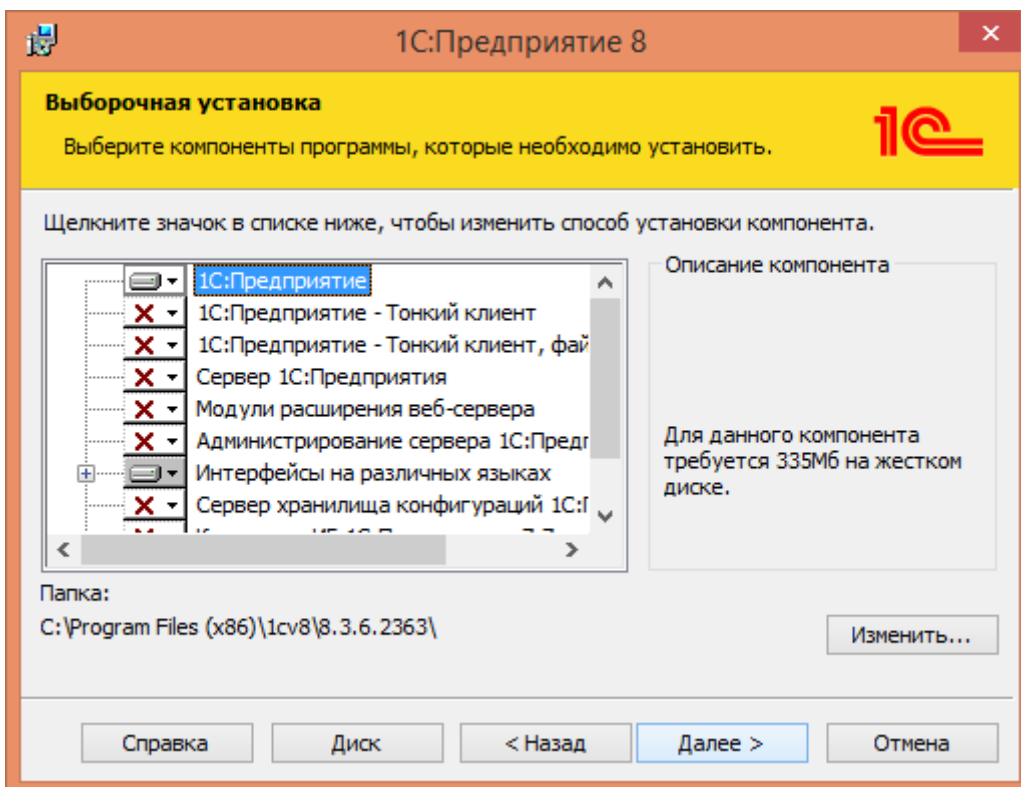 1С:Предприятие 8
Выборочная установка
Выберите компоненты программы, которые необходимо установить.
1С
Щелкните значок в списке ниже, чтобы изменить способ установки компонента.
1С:Предприятие
1С:Предприятие - Тонкий клиент
1С:Предприятие - Тонкий клиент, фай
Сервер 1С:Предприятия
Модули расширения веб-сервера
Администрирование сервера 1С:Предп
Интерфейсы на различных языках
Сервер хранилища конфигураций 1С:П
Описание компонента
Для данного компонента
требуется 335Мб на жестком
диске.
Папка:
C:\Program Files (x86)\1cv8\8.3.6.2363\
Изменить...
Справка
Диск
< Назад
Далее >
Отмена